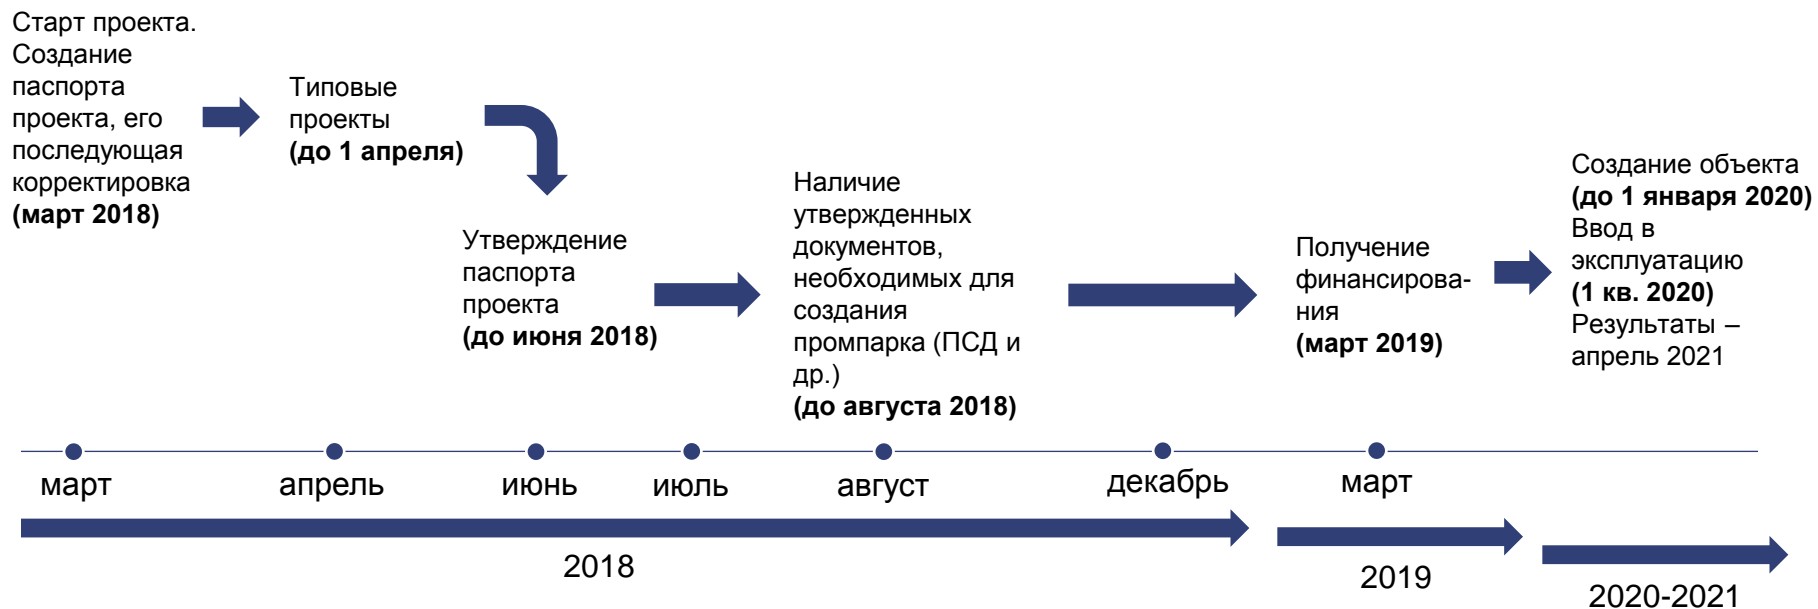 Старт проекта.
Создание
паспорта
проекта, его
последующая
корректировка
(март 2018)
Типовые
проекты
(до 1 апреля)
Утверждение
паспорта
проекта
(до июня 2018)
Наличие
утвержденных
документов,
необходимых для
создания
промпарка (ПСД и
др.)
(до августа 2018)
Получение
финансирова-
ния
(март 2019)
Создание объекта
(до 1 января 2020)
Ввод в
эксплуатацию
(1 кв. 2020)
Результаты –
апрель 2021
март
апрель
июнь
июль
август
декабрь
март
2018
2019
2020-2021